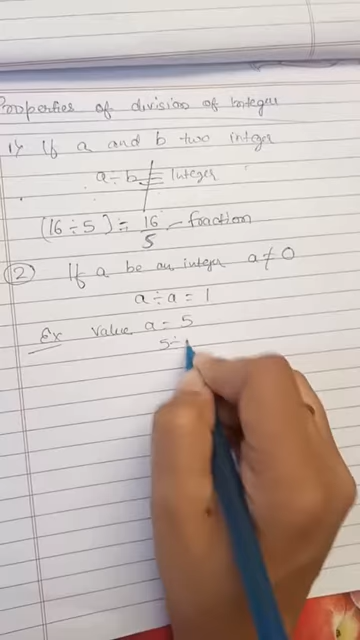 Properties of division of Integer
1) If a and b two integer
a ÷ b ≠ Integer
(16 ÷ 5) = 16/5 - fraction
2 If a be an integer a ≠ 0
a ÷ a = 1
Ex Value a = 5
5 ÷